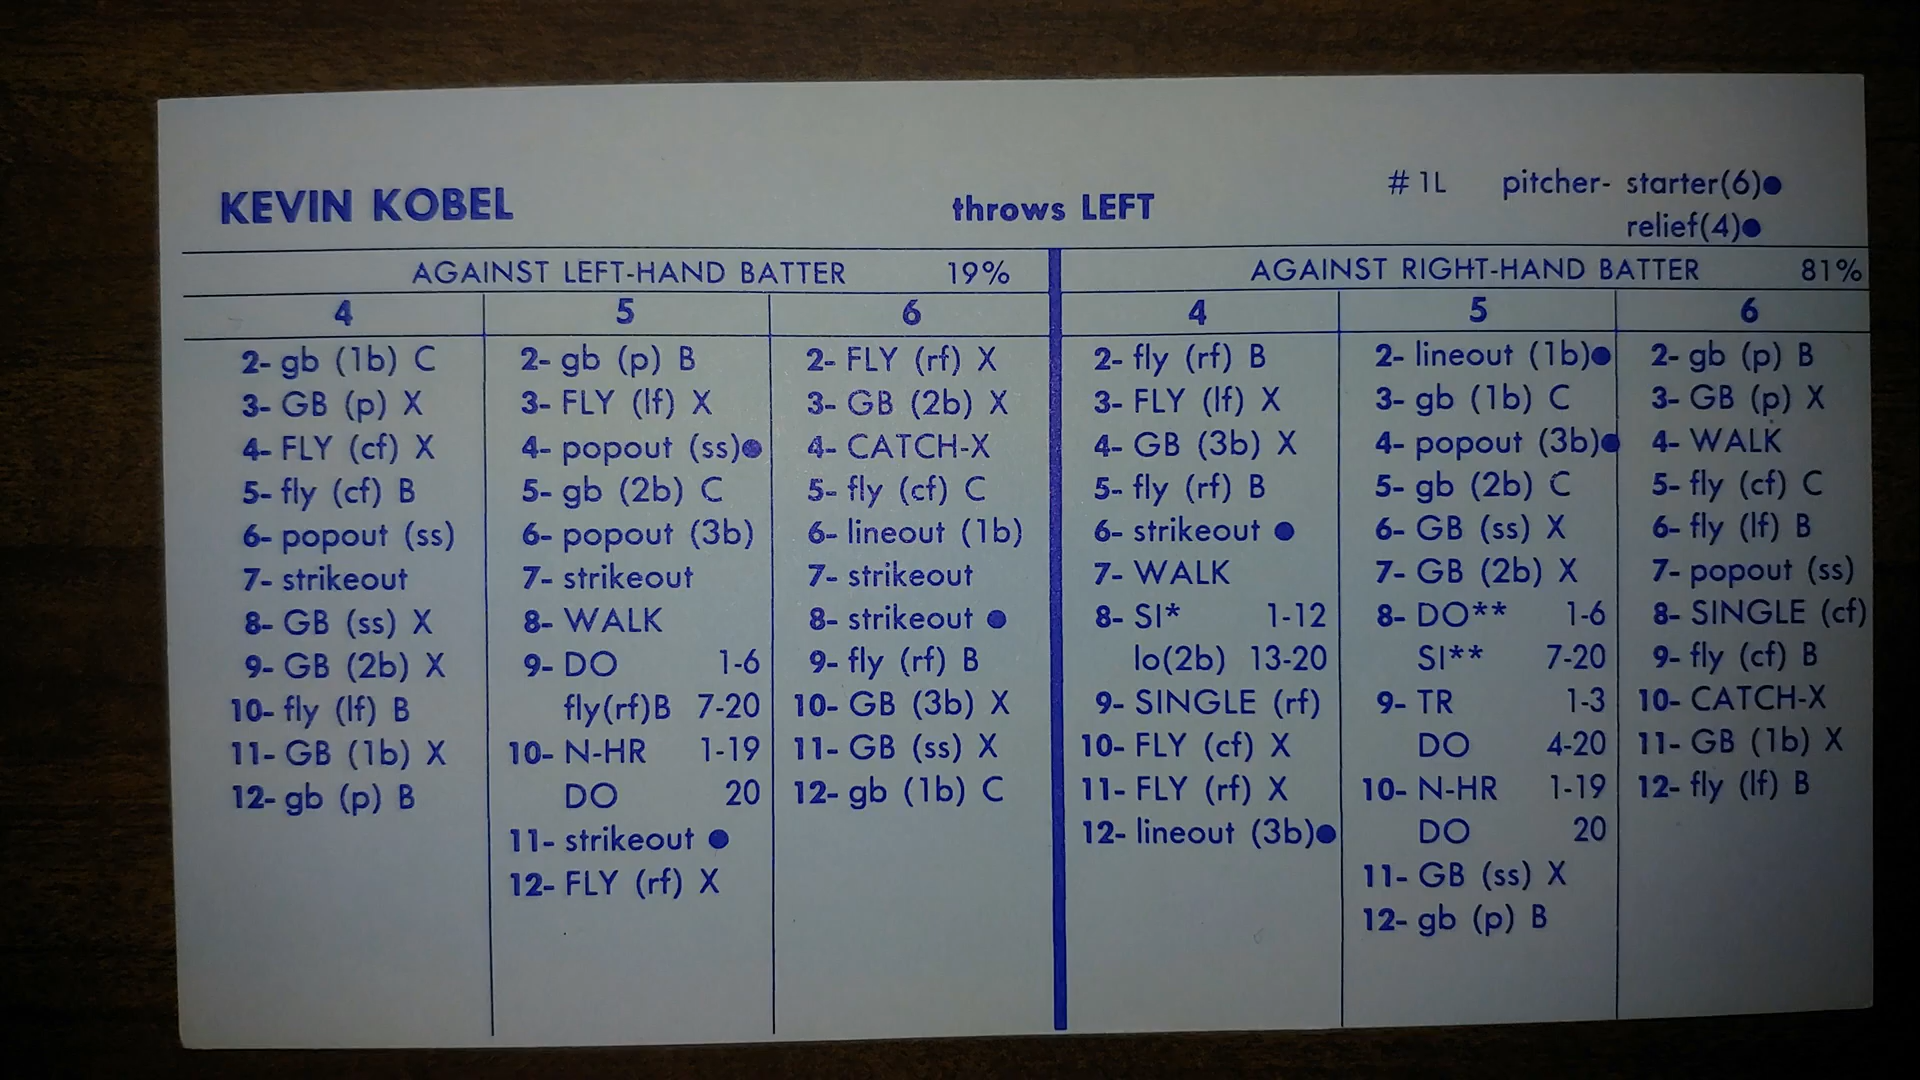 KEVIN KOBEL throws LEFT # 1L pitcher- starter(6)●
relief(4)●
AGAINST LEFT-HAND BATTER 19%
4
2- gb (1b) C
3- GB (p) X
4- FLY (cf) X
5- fly (cf) B
6- popout (ss)
7- strikeout
8- GB (ss) X
9- GB (2b) X
10- fly (lf) B
11- GB (1b) X
12- gb (p) B
5
2- gb (p) B
3- FLY (lf) X
4- popout (ss)●
5- gb (2b) C
6- popout (3b)
7- strikeout
8- WALK
9- DO 1-6
fly(rf)B 7-20
10- N-HR 1-19
DO 20
11- strikeout ●
12- FLY (rf) X
6
2- FLY (rf) X
3- GB (2b) X
4- CATCH-X
5- fly (cf) C
6- lineout (1b)
7- strikeout
8- strikeout ●
9- fly (rf) B
10- GB (3b) X
11- GB (ss) X
12- gb (1b) C
AGAINST RIGHT-HAND BATTER 81%
4
2- fly (rf) B
3- FLY (lf) X
4- GB (3b) X
5- fly (rf) B
6- strikeout ●
7- WALK
8- SI* 1-12
lo(2b) 13-20
9- SINGLE (rf)
10- FLY (cf) X
11- FLY (rf) X
12- lineout (3b)●
5
2- lineout (1b)●
3- gb (1b) C
4- popout (3b)●
5- gb (2b) C
6- GB (ss) X
7- GB (2b) X
8- DO** 1-6
SI** 7-20
9- TR 1-3
DO 4-20
10- N-HR 1-19
DO 20
11- GB (ss) X
12- gb (p) B
6
2- gb (p) B
3- GB (p) X
4- WALK
5- fly (cf) C
6- fly (lf) B
7- popout (ss)
8- SINGLE (cf)
9- fly (cf) B
10- CATCH-X
11- GB (1b) X
12- fly (lf) B